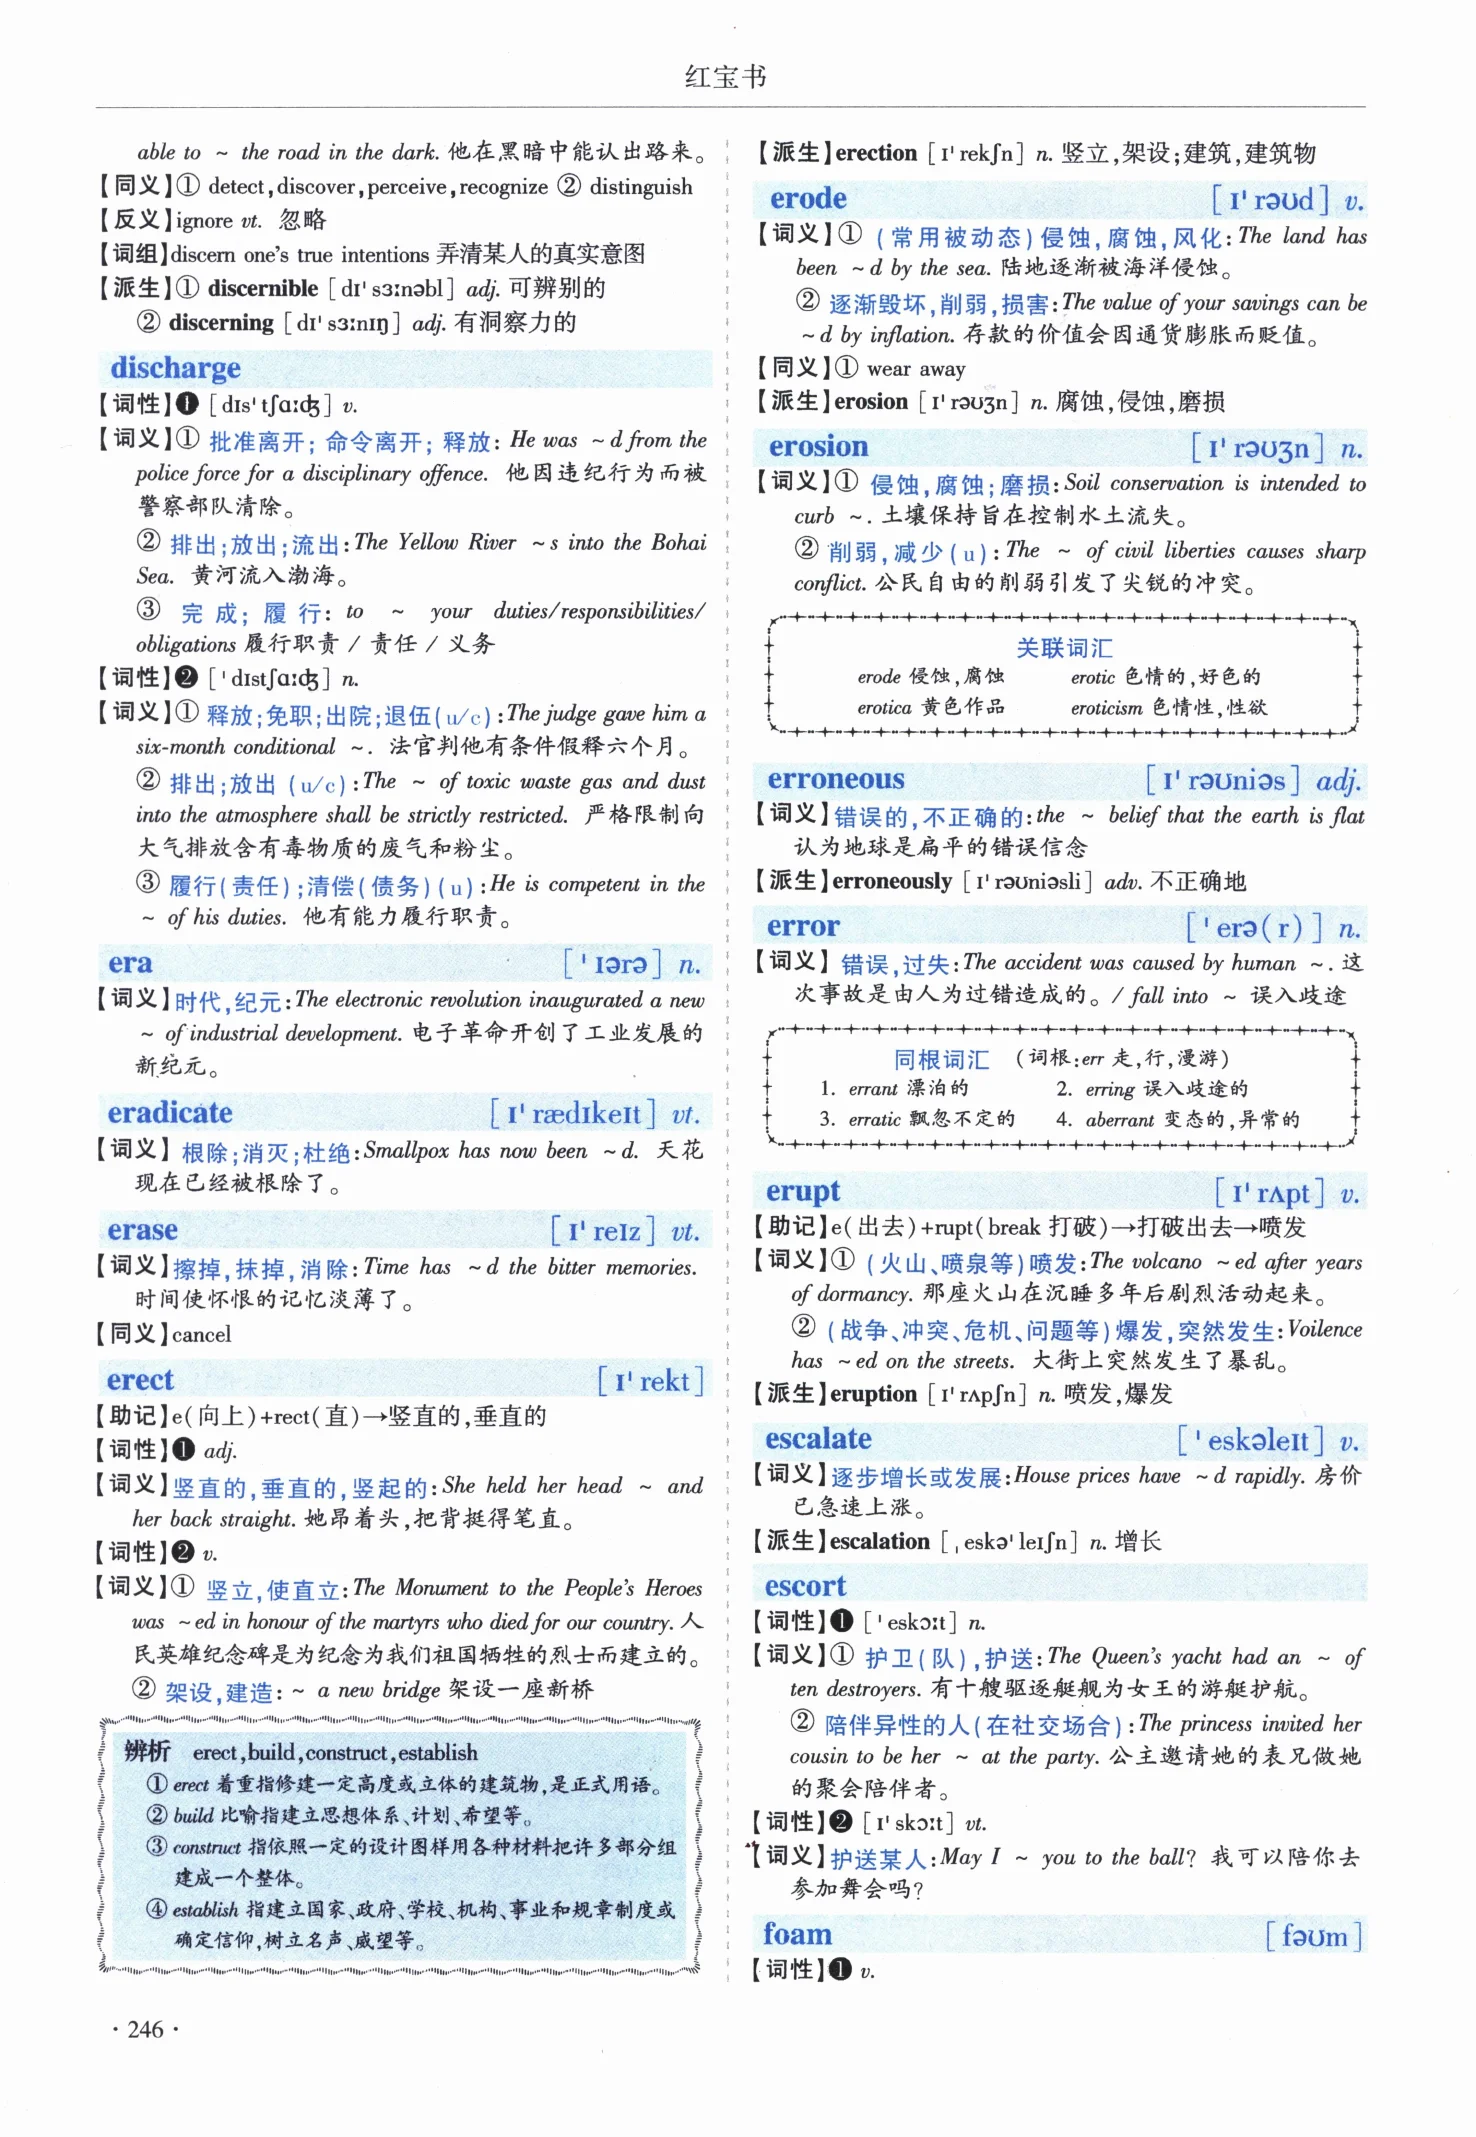 红宝书
able to ~ the road in the dark. 他在黑暗中能认出路来。
【同义】① detect,discover,perceive,recognize ② distinguish
【反义】ignore vt. 忽略
【词组】discern one's true intentions 弄清某人的真实意图
【派生】① discernible [dɪˈsɜːnəbl] adj. 可辨别的
② discerning [dɪˈsɜːnɪŋ] adj. 有洞察力的
discharge
【词性】❶ [dɪsˈtʃɑːʤ] v.
【词义】① 批准离开; 命令离开; 释放: He was ~d from the
police force for a disciplinary offence. 他因违纪行为而被
警察部队清除。
② 排出;放出;流出:The Yellow River ~s into the Bohai
Sea. 黄河流入渤海。
③ 完成; 履行: to ~ your duties/responsibilities/
obligations 履行职责 / 责任 / 义务
【词性】❷ [ˈdɪstʃɑːʤ] n.
【词义】① 释放;免职;出院;退伍(u/c):The judge gave him a
six-month conditional ~. 法官判他有条件假释六个月。
② 排出;放出 (u/c):The ~ of toxic waste gas and dust
into the atmosphere shall be strictly restricted. 严格限制向
大气排放含有毒物质的废气和粉尘。
③ 履行(责任);清偿(债务)(u):He is competent in the
~ of his duties. 他有能力履行职责。
era [ˈɪərə] n.
【词义】时代,纪元:The electronic revolution inaugurated a new
~ of industrial development. 电子革命开创了工业发展的
新纪元。
eradicate [ɪˈrædɪkeɪt] vt.
【词义】根除;消灭;杜绝:Smallpox has now been ~d. 天花
现在已经被根除了。
erase [ɪˈreɪz] vt.
【词义】擦掉,抹掉,消除:Time has ~d the bitter memories.
时间使怀恨的记忆淡薄了。
【同义】cancel
erect [ɪˈrekt]
【助记】e(向上)+rect(直)→竖直的,垂直的
【词性】❶ adj.
【词义】竖直的,垂直的,竖起的:She held her head ~ and
her back straight. 她昂着头,把背挺得笔直。
【词性】❷ v.
【词义】① 竖立,使直立:The Monument to the People's Heroes
was ~ed in honour of the martyrs who died for our country. 人
民英雄纪念碑是为纪念为我们祖国牺牲的烈士而建立的。
② 架设,建造: ~ a new bridge 架设一座新桥
辨析 erect,build,construct,establish
① erect 着重指修建一定高度或立体的建筑物,是正式用语。
② build 比喻指建立思想体系、计划、希望等。
③ construct 指依照一定的设计图样用各种材料把许多部分组
建成一个整体。
④ establish 指建立国家、政府、学校、机构、事业和规章制度或
确定信仰,树立名声、威望等。
【派生】erection [ɪˈrekʃn] n. 竖立,架设;建筑,建筑物
erode [ɪˈrəʊd] v.
【词义】① (常用被动态)侵蚀,腐蚀,风化:The land has
been ~d by the sea. 陆地逐渐被海洋侵蚀。
② 逐渐毁坏,削弱,损害:The value of your savings can be
~d by inflation. 存款的价值会因通货膨胀而贬值。
【同义】① wear away
【派生】erosion [ɪˈrəʊʒn] n. 腐蚀,侵蚀,磨损
erosion [ɪˈrəʊʒn] n.
【词义】① 侵蚀,腐蚀;磨损:Soil conservation is intended to
curb ~. 土壤保持旨在控制水土流失。
② 削弱,减少(u):The ~ of civil liberties causes sharp
conflict. 公民自由的削弱引发了尖锐的冲突。
关联词汇
erode 侵蚀,腐蚀 erotic 色情的,好色的
erotica 黄色作品 eroticism 色情性,性欲
erroneous [ɪˈrəʊniəs] adj.
【词义】错误的,不正确的:the ~ belief that the earth is flat
认为地球是扁平的错误信念
【派生】erroneously [ɪˈrəʊniəsli] adv. 不正确地
error [ˈerə(r)] n.
【词义】错误,过失:The accident was caused by human ~. 这
次事故是由人为过错造成的。/ fall into ~ 误入歧途
同根词汇 (词根:err 走,行,漫游)
1. errant 漂泊的 2. erring 误入歧途的
3. erratic 飘忽不定的 4. aberrant 变态的,异常的
erupt [ɪˈrʌpt] v.
【助记】e(出去)+rupt(break 打破)→打破出去→喷发
【词义】① (火山、喷泉等)喷发:The volcano ~ed after years
of dormancy. 那座火山在沉睡多年后剧烈活动起来。
② (战争、冲突、危机、问题等)爆发,突然发生:Voilence
has ~ed on the streets. 大街上突然发生了暴乱。
【派生】eruption [ɪˈrʌpʃn] n. 喷发,爆发
escalate [ˈeskəleɪt] v.
【词义】逐步增长或发展:House prices have ~d rapidly. 房价
已急速上涨。
【派生】escalation [ˌeskəˈleɪʃn] n. 增长
escort
【词性】❶ [ˈeskɔːt] n.
【词义】① 护卫(队),护送:The Queen's yacht had an ~ of
ten destroyers. 有十艘驱逐艇舰为女王的游艇护航。
② 陪伴异性的人(在社交场合):The princess invited her
cousin to be her ~ at the party. 公主邀请她的表兄做她
的聚会陪伴者。
【词性】❷ [ɪˈskɔːt] vt.
【词义】护送某人:May I ~ you to the ball? 我可以陪你去
参加舞会吗?
foam [fəʊm]
【词性】❶ v.
· 246 ·